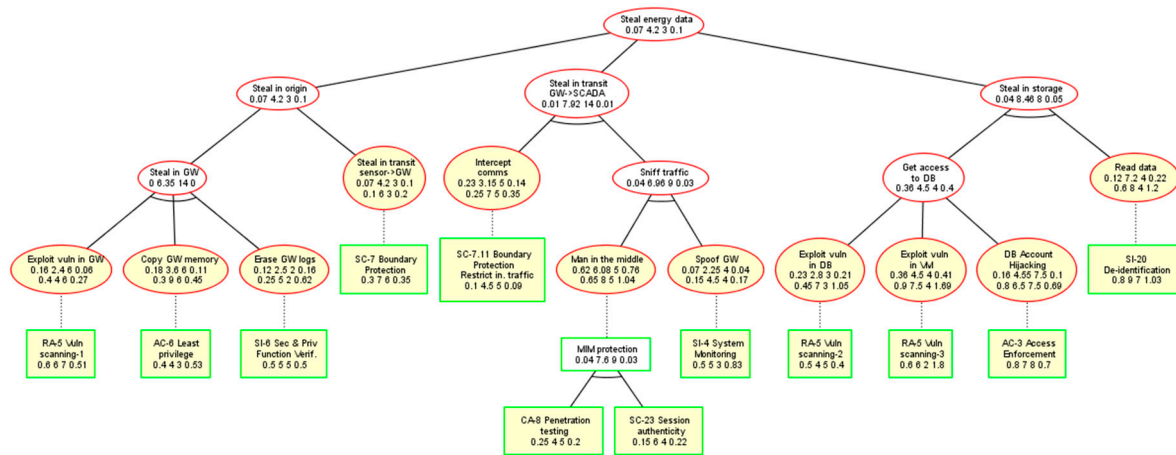 Steal energy data
0.07 4.2 3 0.1
Steal in origin
0.07 4.2 3 0.1
Steal in transit
GW->SCADA
0.01 7.92 14 0.01
Steal in storage
0.04 8.46 8 0.05
Steal in GW
0 6.35 14 0
Steal in transit
sensor->GW
0.07 4.2 3 0.1
0.1 6 3 0.2
Intercept
comms
0.23 3.15 5 0.14
0.25 7 5 0.35
Sniff traffic
0.04 6.96 9 0.03
Get access
to DB
0.36 4.5 4 0.4
Read data
0.12 7.2 4 0.22
0.6 8 4 1.2
Exploit vuln in GW
0.16 2.4 6 0.06
0.4 4 6 0.27
Copy GW memory
0.18 3.6 6 0.11
0.3 9 6 0.45
Erase GW logs
0.12 2.5 2 0.16
0.25 5 2 0.62
SC-7 Boundary
Protection
0.3 7 6 0.35
SC-7.11 Boundary
Protection
Restrict in. traffic
0.1 4.5 5 0.09
Man in the middle
0.62 6.08 5 0.76
0.65 8 5 1.04
Spoof GW
0.07 2.25 4 0.04
0.15 4.5 4 0.17
Exploit vuln
in DB
0.23 2.8 3 0.21
0.45 7 3 1.05
Exploit vuln
in VM
0.36 4.5 4 0.41
0.9 7.5 4 1.69
DB Account
Hijacking
0.16 4.55 7.5 0.1
0.8 6.5 7.5 0.69
SI-20
De-identification
0.8 9 7 1.03
RA-5 Vuln
scanning-1
0.6 6 7 0.51
AC-6 Least
privilege
0.4 4 3 0.53
SI-6 Sec & Priv
Function Verif.
0.5 5 5 0.5
MIM protection
0.04 7.6 9 0.03
SI-4 System
Monitoring
0.5 5 3 0.83
RA-5 Vuln
scanning-2
0.5 4 5 0.4
RA-5 Vuln
scanning-3
0.6 6 2 1.8
AC-3 Access
Enforcement
0.8 7 8 0.7
CA-8 Penetration
testing
0.25 4 5 0.2
SC-23 Session
authenticity
0.15 6 4 0.22